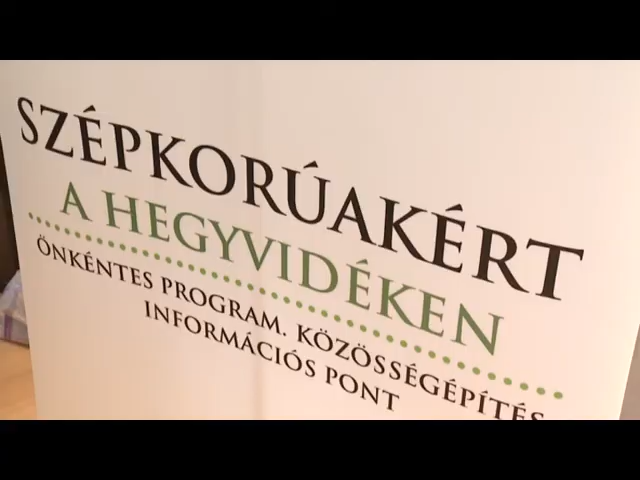 SZÉPKORÚAKÉRT
A HEGYVIDÉKEN
ÖNKÉNTES PROGRAM. KÖZÖSSÉGÉPÍTÉS
INFORMÁCIÓS PONT